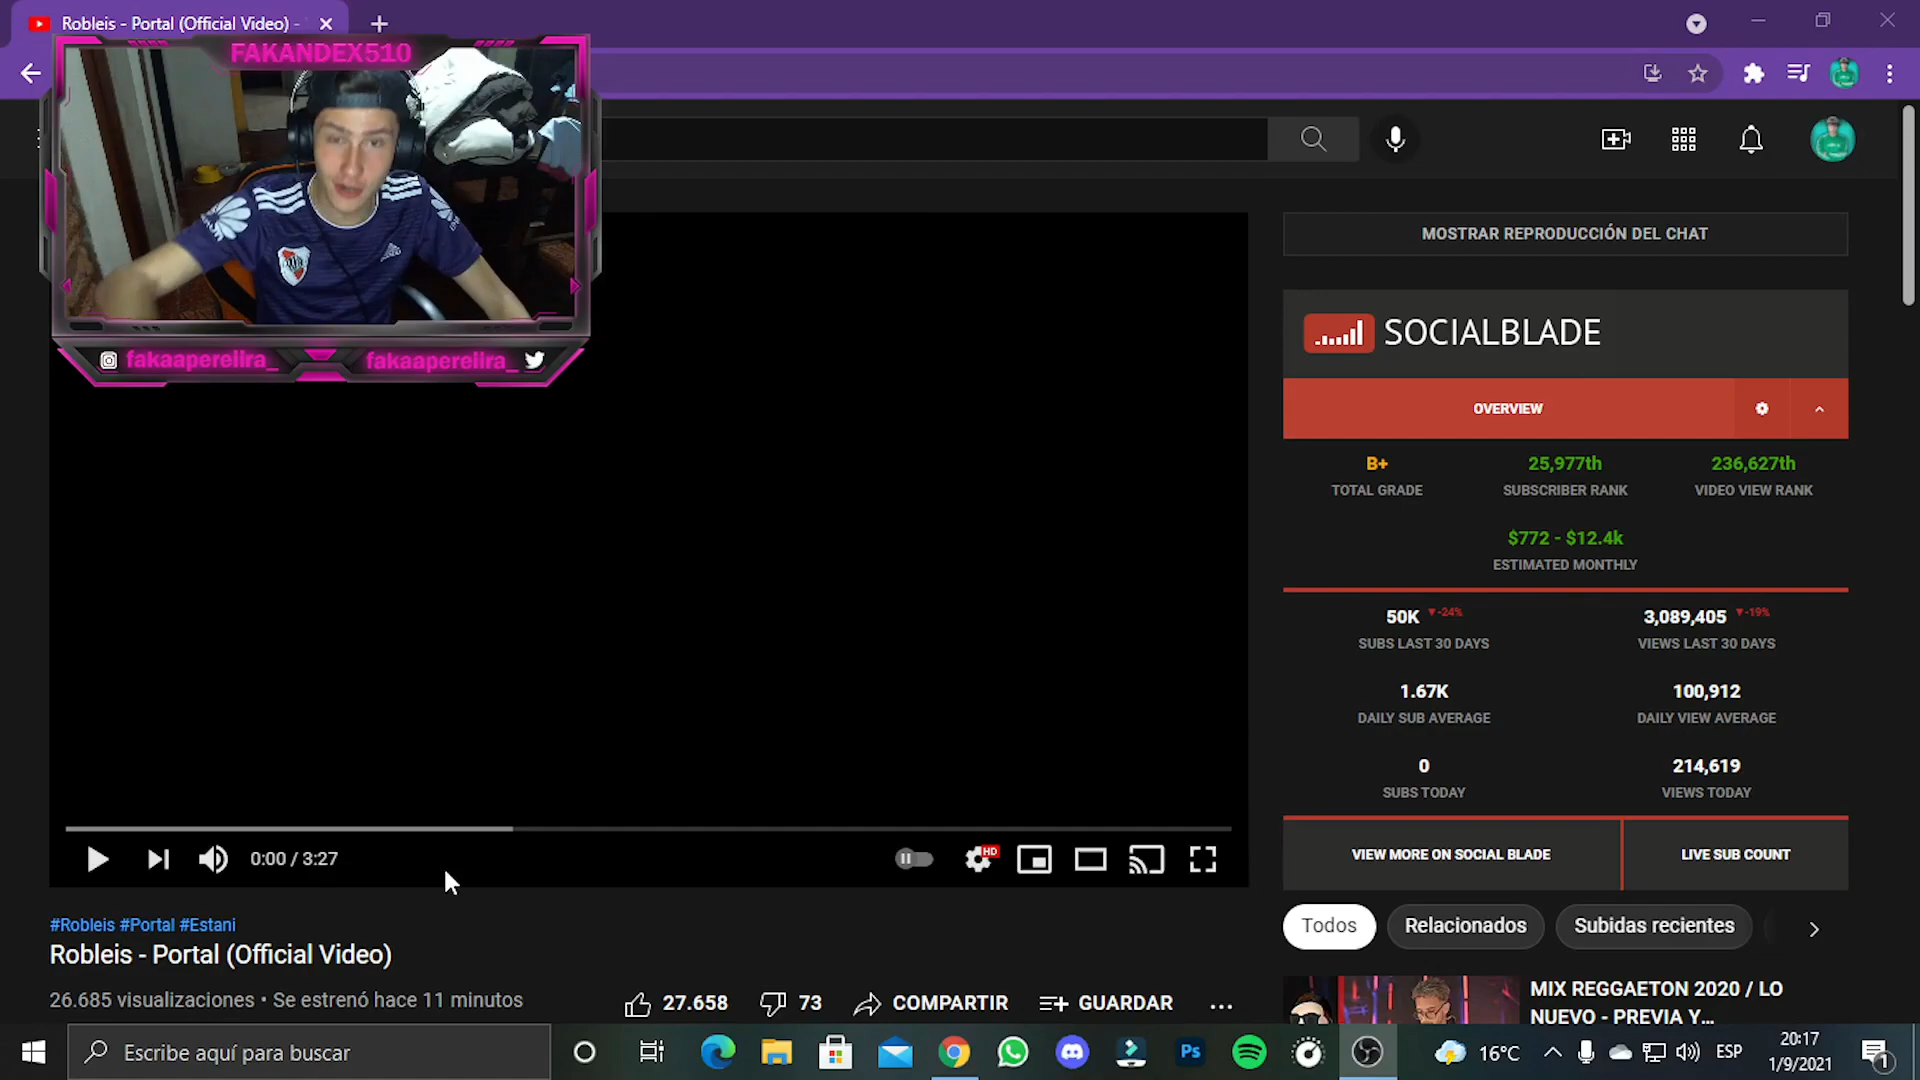 Robleis - Portal (Official Video) -
FAKANDEX510
fakaaperelira_ fakaaperelira_
MOSTRAR REPRODUCCIÓN DEL CHAT
SOCIALBLADE
OVERVIEW
B+ 25,977th 236,627th
TOTAL GRADE SUBSCRIBER RANK VIDEO VIEW RANK
$772 - $12.4k
ESTIMATED MONTHLY
50K ▼-24% 3,089,405 ▼-19%
SUBS LAST 30 DAYS VIEWS LAST 30 DAYS
1.67K 100,912
DAILY SUB AVERAGE DAILY VIEW AVERAGE
0 214,619
SUBS TODAY VIEWS TODAY
VIEW MORE ON SOCIAL BLADE LIVE SUB COUNT
0:00 / 3:27 HD
#Robleis #Portal #Estani
Robleis - Portal (Official Video)
26.685 visualizaciones • Se estrenó hace 11 minutos
27.658 73 COMPARTIR GUARDAR
Todos Relacionados Subidas recientes
MIX REGGAETON 2020 / LO
NUEVO - PREVIA Y...
Escribe aquí para buscar
Ps
16°C ESP
20:17
1/9/2021
1